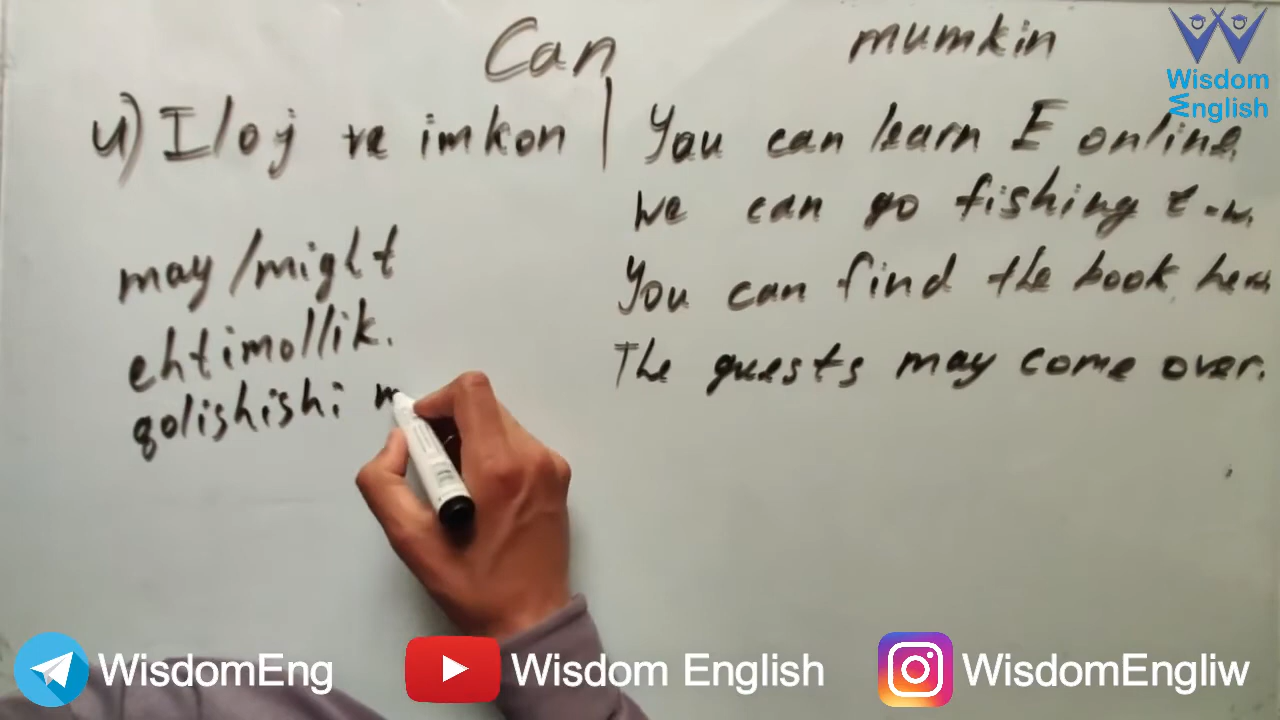 Can mumkin
4) Iloj va imkon | You can learn E online.
we can go fishing t-w.
You can find the book here
may/might
ehtimollik.
The guests may come over.
qolishishi m
Wisdom
English
WisdomEng
Wisdom English
WisdomEngliw